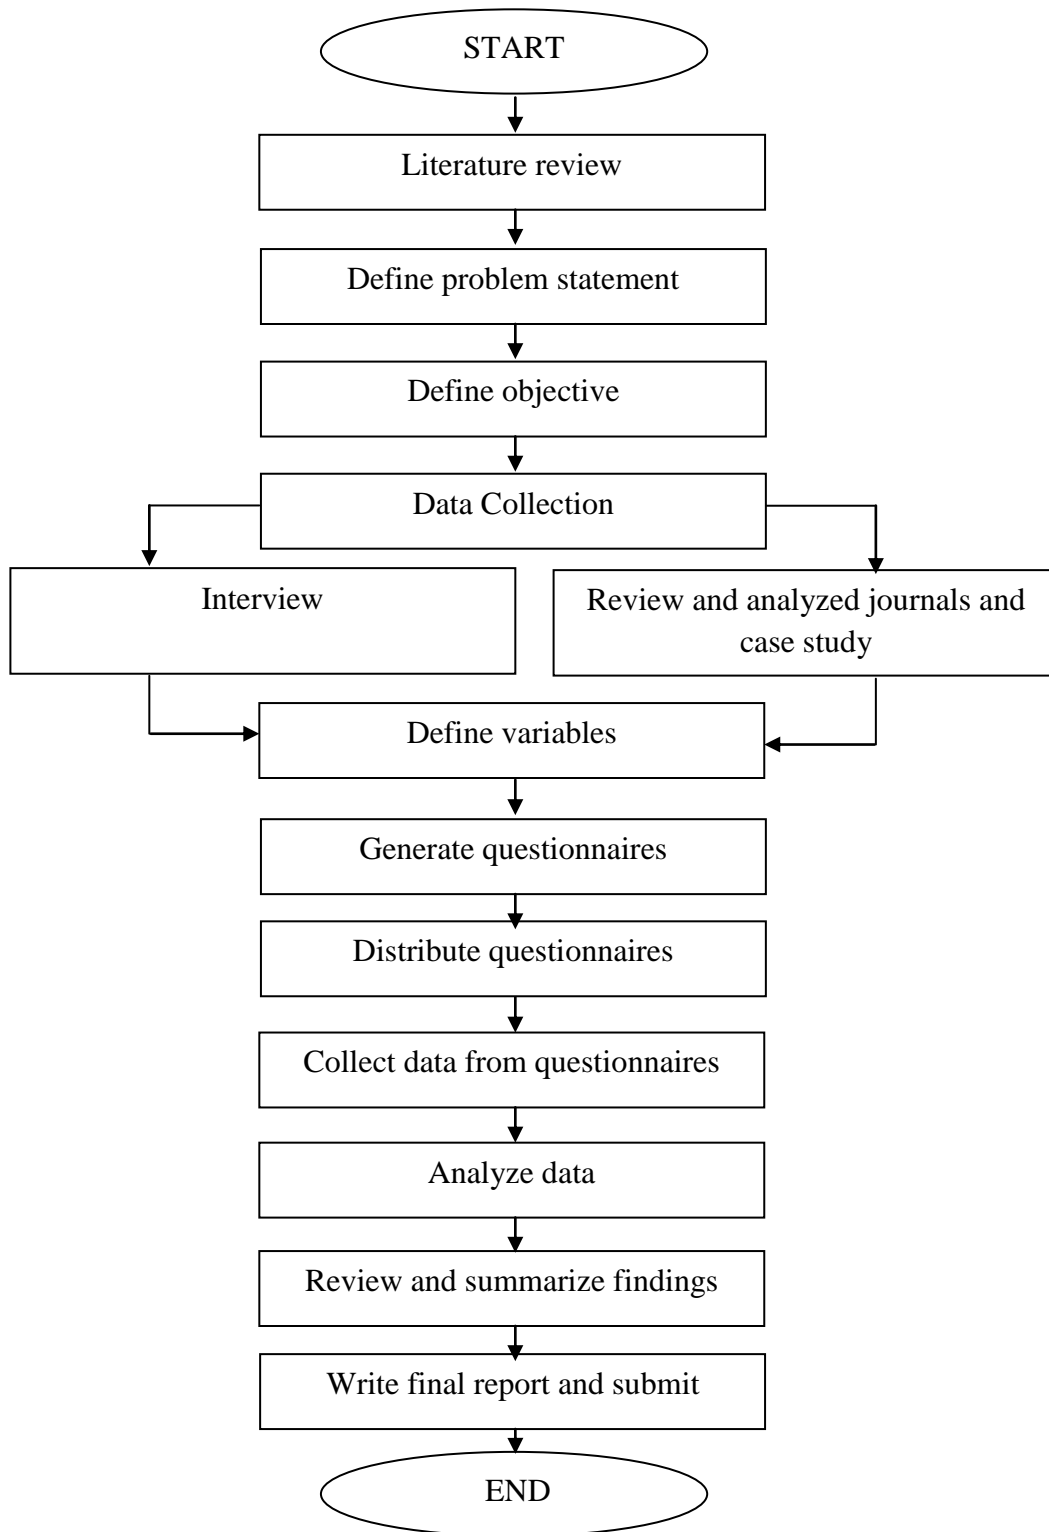 START
Literature review
Define problem statement
Define objective
Data Collection
Interview
Review and analyzed journals and
case study
Define variables
Generate questionnaires
Distribute questionnaires
Collect data from questionnaires
Analyze data
Review and summarize findings
Write final report and submit
END